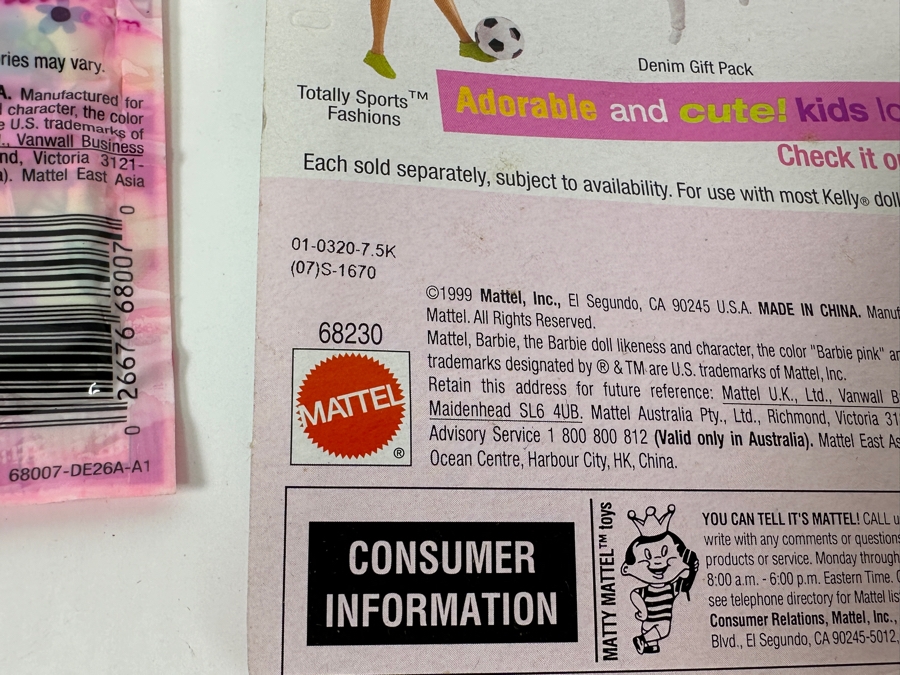 .com
ries may vary.
A. Manufactured for
character, the color
e U.S. trademarks of
., Vanwall Business
nd, Victoria 3121-
a). Mattel East Asia
0 26676 68007 0
68007-DE26A-A1
Denim Gift Pack
Totally Sports™
Fashions
Adorable and cute! kids lo
Check it o
Each sold separately, subject to availability. For use with most Kelly® doll
01-0320-7.5K
(07)S-1670
68230
MATTEL
®
©1999 Mattel, Inc., El Segundo, CA 90245 U.S.A. MADE IN CHINA. Manuf
Mattel. All Rights Reserved.
Mattel, Barbie, the Barbie doll likeness and character, the color "Barbie pink" an
trademarks designated by ® & TM are U.S. trademarks of Mattel, Inc.
Retain this address for future reference: Mattel U.K., Ltd., Vanwall B
Maidenhead SL6 4UB. Mattel Australia Pty., Ltd., Richmond, Victoria 31
Advisory Service 1 800 800 812 (Valid only in Australia). Mattel East As
Ocean Centre, Harbour City, HK, China.
CONSUMER
INFORMATION
MATTY MATTEL™ toys
YOU CAN TELL IT'S MATTEL! CALL u
write with any comments or questions
products or service. Monday through
8:00 a.m. - 6:00 p.m. Eastern Time.
see telephone directory for Mattel lis
Consumer Relations, Mattel, Inc.,
Blvd., El Segundo, CA 90245-5012,